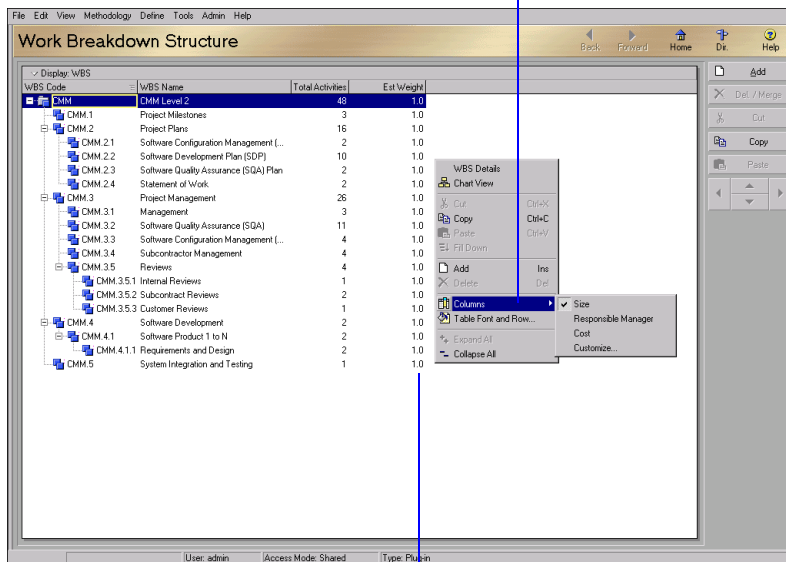 File Edit View Methodology Define Tools Admin Help
Work Breakdown Structure
Back Forward Home Dir. Help
Display: WBS
WBS Code WBS Name Total Activities Est Weight
CMM CMM Level 2 48 1.0
CMM.1 Project Milestones 3 1.0
CMM.2 Project Plans 16 1.0
CMM.2.1 Software Configuration Management (... 2 1.0
CMM.2.2 Software Development Plan (SDP) 10 1.0
CMM.2.3 Software Quality Assurance (SQA) Plan 2 1.0
CMM.2.4 Statement of Work 2 1.0
CMM.3 Project Management 26 1.0
CMM.3.1 Management 3 1.0
CMM.3.2 Software Quality Assurance (SQA) 11 1.0
CMM.3.3 Software Configuration Management (... 4 1.0
CMM.3.4 Subcontractor Management 4 1.0
CMM.3.5 Reviews 4 1.0
CMM.3.5.1 Internal Reviews 1 1.0
CMM.3.5.2 Subcontract Reviews 2 1.0
CMM.3.5.3 Customer Reviews 1 1.0
CMM.4 Software Development 2 1.0
CMM.4.1 Software Product 1 to N 2 1.0
CMM.4.1.1 Requirements and Design 2 1.0
CMM.5 System Integration and Testing 1 1.0
WBS Details
Chart View
Cut Ctrl+X
Copy Ctrl+C
Paste Ctrl+V
Fill Down
Add Ins
Delete Del
Columns
Table Font and Row...
Expand All
Collapse All
Size
Responsible Manager
Cost
Customize...
Add
Del. / Merge
Cut
Copy
Paste
User: admin Access Mode: Shared Type: Plug-in